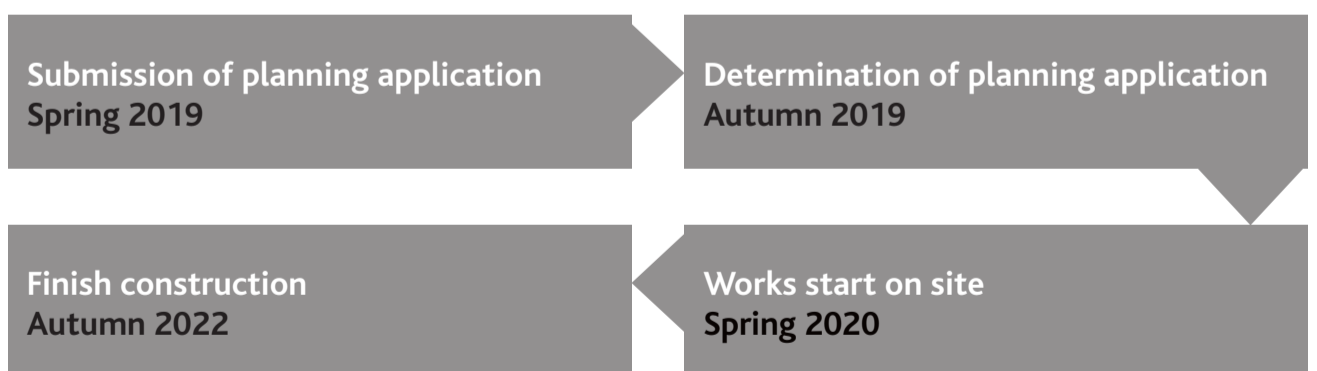 Submission of planning application
Spring 2019
Determination of planning application
Autumn 2019
Works start on site
Spring 2020
Finish construction
Autumn 2022